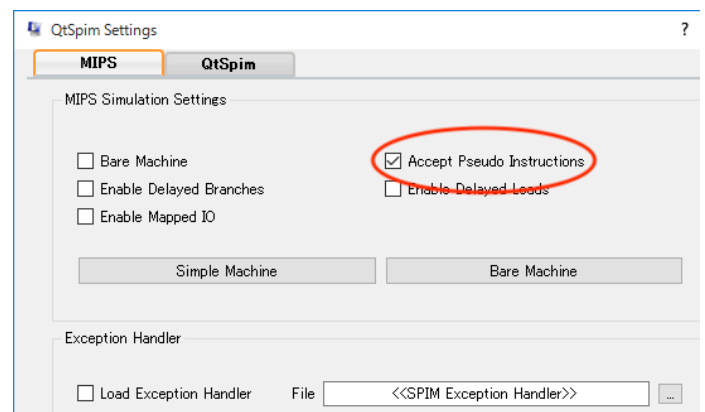 QtSpim Settings ?
MIPS QtSpim
MIPS Simulation Settings
Bare Machine Accept Pseudo Instructions
Enable Delayed Branches Enable Delayed Loads
Enable Mapped IO
Simple Machine Bare Machine
Exception Handler
Load Exception Handler File <<SPIM Exception Handler>> ...